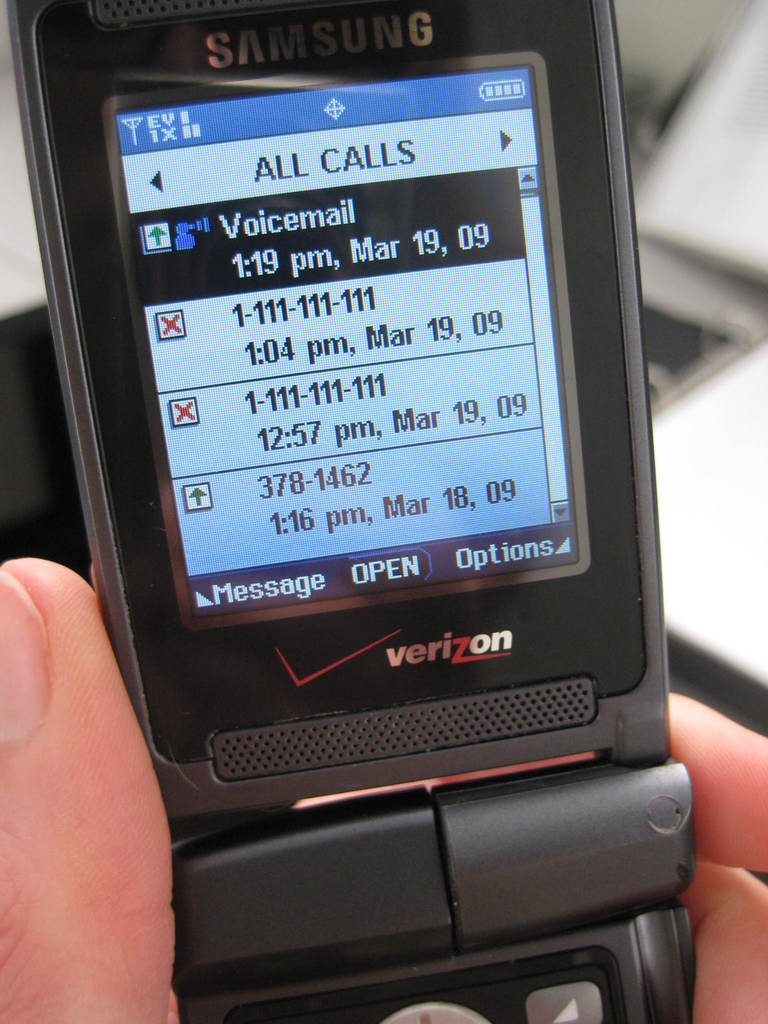 SAMSUNG
EV
1X
ALL CALLS
Voicemail
1:19 pm, Mar 19, 09
1-111-111-111
1:04 pm, Mar 19, 09
1-111-111-111
12:57 pm, Mar 19, 09
378-1462
1:16 pm, Mar 18, 09
Message OPEN Options
verizon